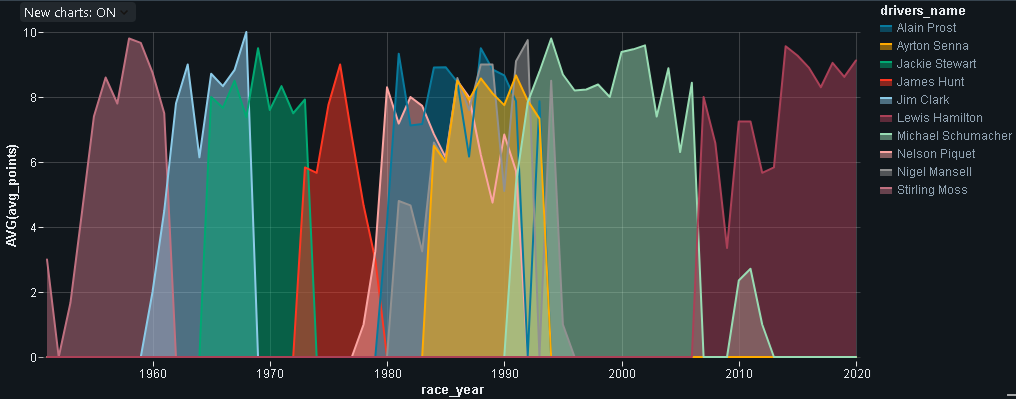 New charts: ON
drivers_name
Alain Prost
Ayrton Senna
Jackie Stewart
James Hunt
Jim Clark
Lewis Hamilton
Michael Schumacher
Nelson Piquet
Nigel Mansell
Stirling Moss
AVG(avg_points)
10
8
6
4
2
0
1960 1970 1980 1990 2000 2010 2020
race_year